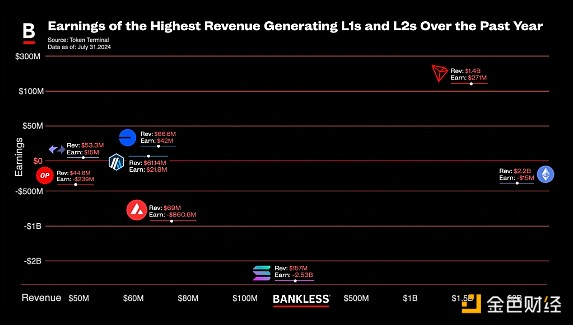 B
Earnings of the Highest Revenue Generating L1s and L2s Over the Past Year
Source: Token Terminal
Data as of: July 31.2024
$300M
Rev: $1.4B
Earn: $271M
$100M
$50M
Rev: $66.6M
Earn: $42M
Rev: $53.3M
Earn: $15M
Earnings
$0
Rev: $61.14M
Earn: $21.8M
OP
Rev: $44.6M
Earn: -$239M
Rev: $2.2B
Earn: -$15M
-$500M
Rev: $69M
Earn: -$860.6M
-$1B
-$2B
Rev: $157M
Earn: -2.53B
Revenue $50M $60M $80M $100M BANKLESS $500M $1B
金色财经